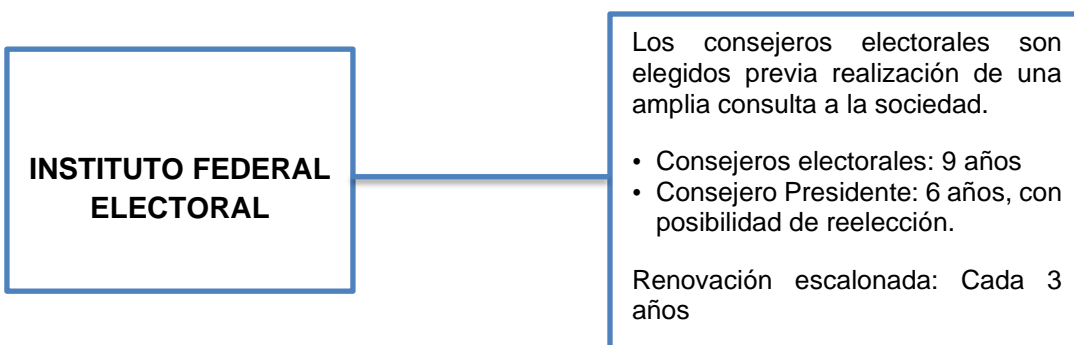 INSTITUTO FEDERAL
ELECTORAL
Los consejeros electorales son
elegidos previa realización de una
amplia consulta a la sociedad.
• Consejeros electorales: 9 años
• Consejero Presidente: 6 años, con
posibilidad de reelección.
Renovación escalonada: Cada 3
años